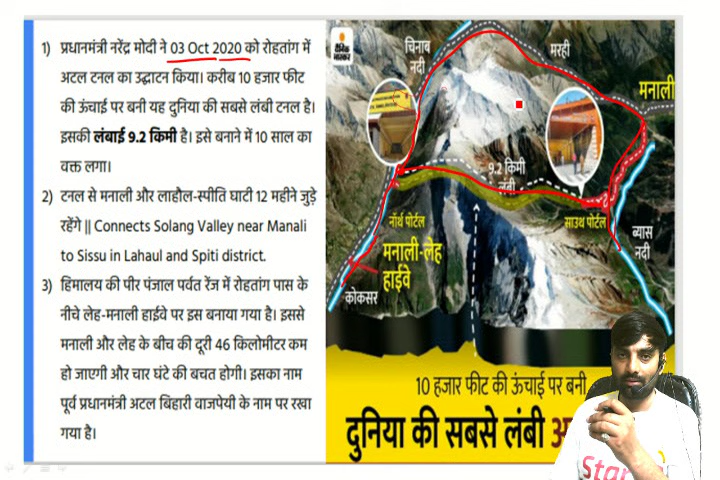 1) प्रधानमंत्री नरेंद्र मोदी ने 03 Oct 2020 को रोहतांग में
अटल टनल का उद्घाटन किया। करीब 10 हजार फीट
की ऊंचाई पर बनी यह दुनिया की सबसे लंबी टनल है।
इसकी लंबाई 9.2 किमी है। इसे बनाने में 10 साल का
वक्त लगा।
2) टनल से मनाली और लाहौल-स्पीति घाटी 12 महीने जुड़े
रहेंगे || Connects Solang Valley near Manali
to Sissu in Lahaul and Spiti district.
3) हिमालय की पीर पंजाल पर्वत रेंज में रोहतांग पास के
नीचे लेह-मनाली हाईवे पर इस बनाया गया है। इससे
मनाली और लेह के बीच की दूरी 46 किलोमीटर कम
हो जाएगी और चार घंटे की बचत होगी। इसका नाम
पूर्व प्रधानमंत्री अटल बिहारी वाजपेयी के नाम पर रखा
गया है।
दैनिक
भास्कर
चिनाब
नदी
मरही
मनाली
9.2 किमी
लंबी
नॉर्थ पोर्टल
साउथ पोर्टल
ब्यास
नदी
मनाली-लेह
हाईवे
कोकसर
10 हजार फीट की ऊंचाई पर बनी
दुनिया की सबसे लंबी
Star